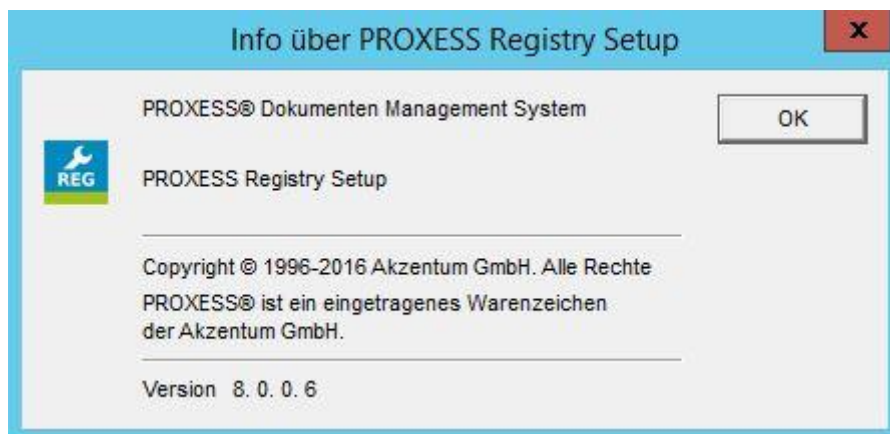 Info über PROXESS Registry Setup
x
PROXESS® Dokumenten Management System
OK
REG
PROXESS Registry Setup
Copyright © 1996-2016 Akzentum GmbH. Alle Rechte
PROXESS® ist ein eingetragenes Warenzeichen
der Akzentum GmbH.
Version 8. 0. 0. 6